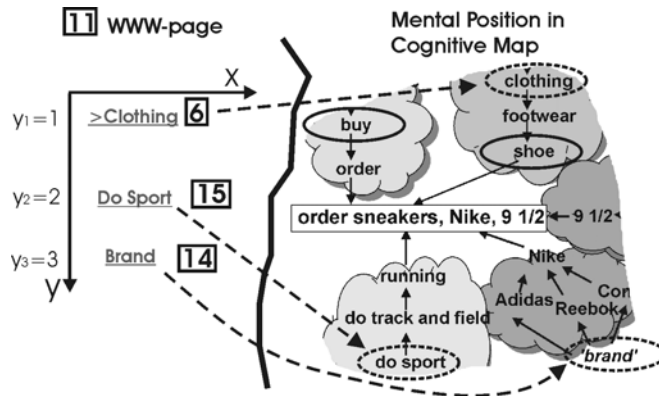 11 WWW-page
Mental Position in
Cognitive Map
X
y1=1
>Clothing 6
y2=2
Do Sport 15
y3=3
Brand 14
y
clothing
footwear
shoe
buy
order
order sneakers, Nike, 9 1/2
9 1/2
Nike
running
Adidas
Reebok
Con
do track and field
do sport
'brand'